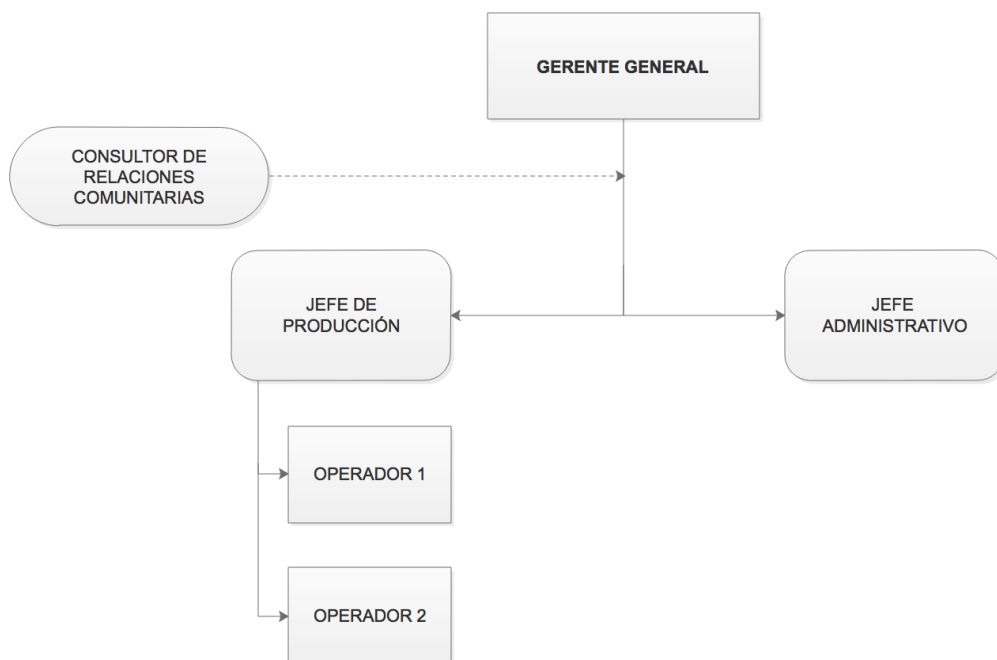 GERENTE GENERAL
CONSULTOR DE
RELACIONES
COMUNITARIAS
JEFE DE
PRODUCCIÓN
JEFE
ADMINISTRATIVO
OPERADOR 1
OPERADOR 2